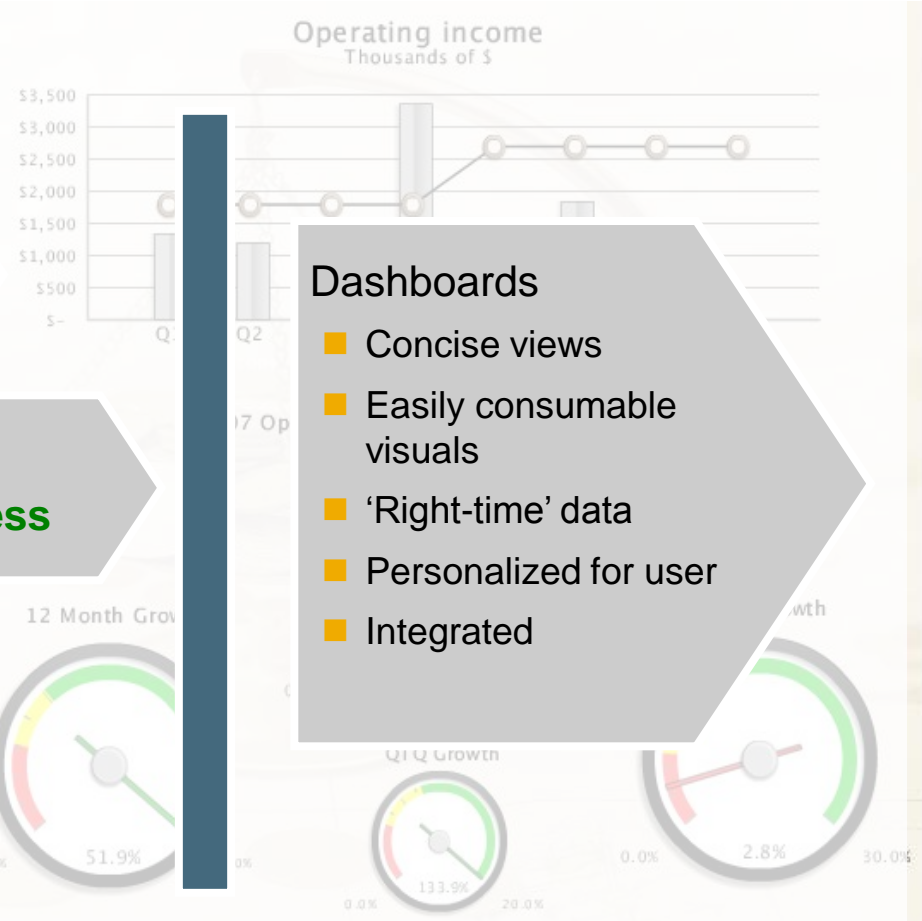 Operating income
Thousands of $
$3,500
$3,000
$2,500
$2,000
$1,500
$1,000
$500
$-
Q2
Dashboards
Concise views
Easily consumable
visuals
‘Right-time’ data
Personalized for user
Integrated
ess
12 Month
QTQ Growth
51.9%
133.9%
0.0%
20.0%
0.0%
2.8%
30.0%